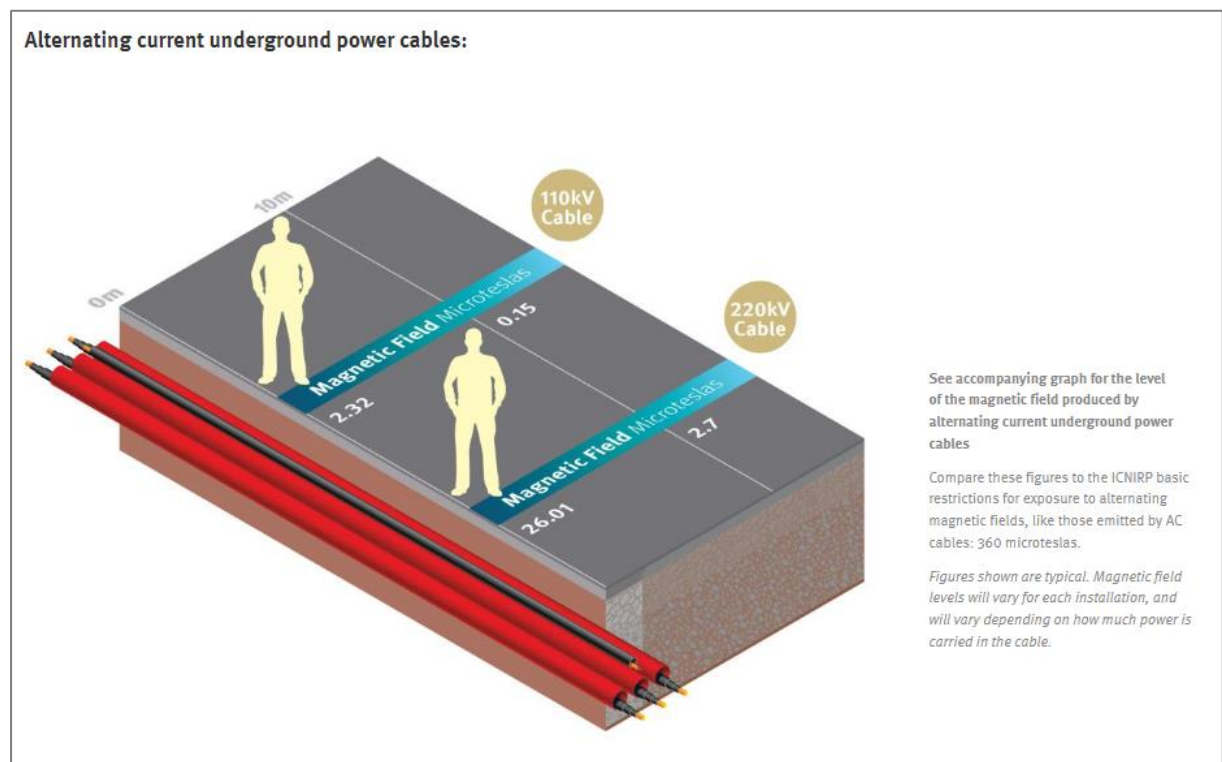 Alternating current underground power cables:
10m
0m
110kV
Cable
Magnetic Field Microteslas
2.32
0.15
220kV
Cable
Magnetic Field Microteslas
26.01
2.7
See accompanying graph for the level
of the magnetic field produced by
alternating current underground power
cables
Compare these figures to the ICNIRP basic
restrictions for exposure to alternating
magnetic fields, like those emitted by AC
cables: 360 microteslas.
Figures shown are typical. Magnetic field
levels will vary for each installation, and
will vary depending on how much power is
carried in the cable.